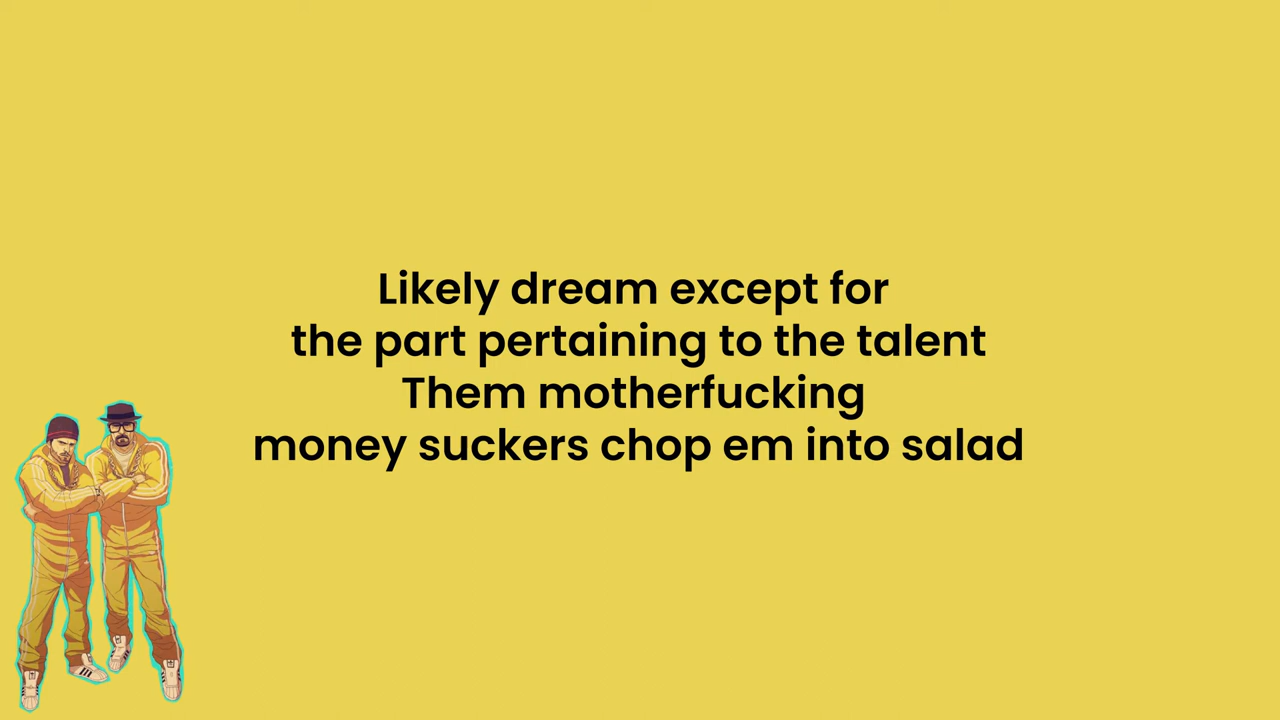 Likely dream except for
the part pertaining to the talent
Them motherfucking
money suckers chop em into salad